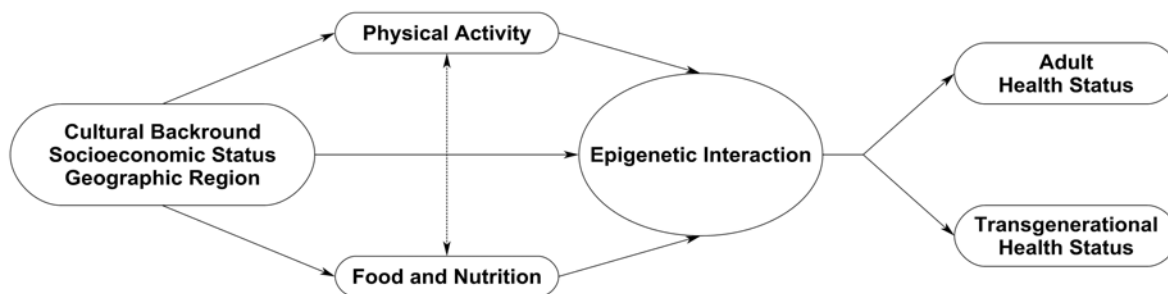 Physical Activity
Cultural Backround
Socioeconomic Status
Geographic Region
Epigenetic Interaction
Food and Nutrition
Adult
Health Status
Transgenerational
Health Status